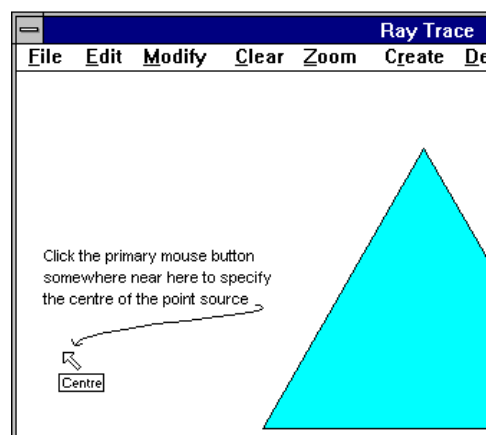 Ray Trace
File Edit Modify Clear Zoom Create De
Click the primary mouse button
somewhere near here to specify
the centre of the point source
Centre